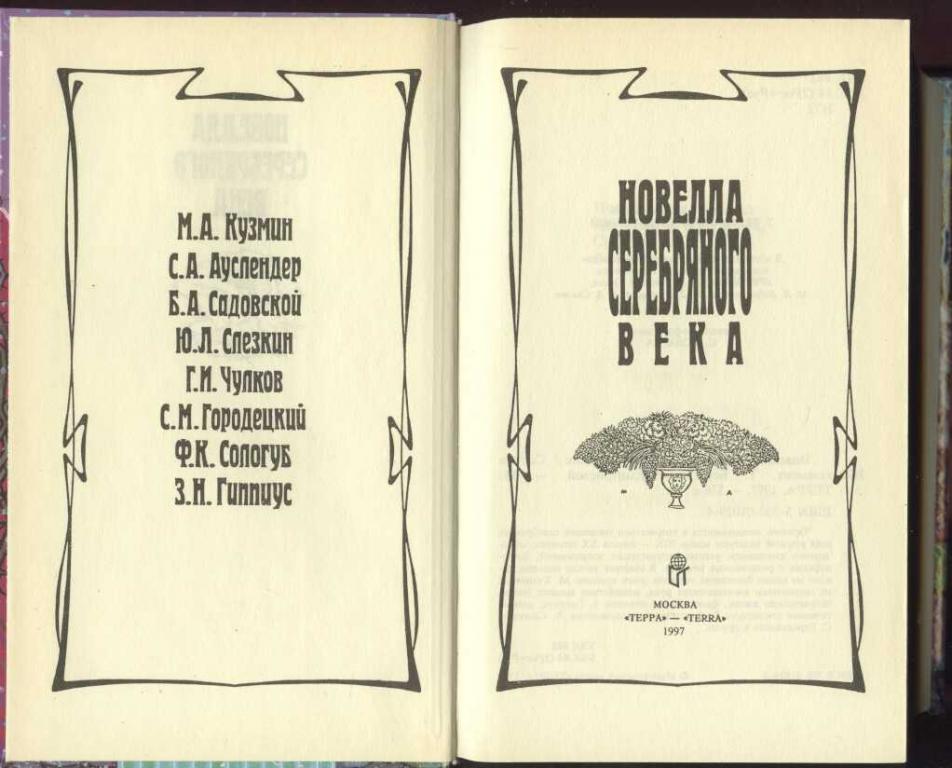 М.А. Кузмин
С.А. Ауслендер
Б.А. Садовской
Ю.Л. Слезкин
Г.И. Чулков
С.М. Городецкий
Ф.К. Сологуб
З.Н. Гиппиус
НОВЕЛЛА
СЕРЕБРЯНОГО
ВЕКА
МОСКВА
«ТЕРРА» — «TERRA»
1997